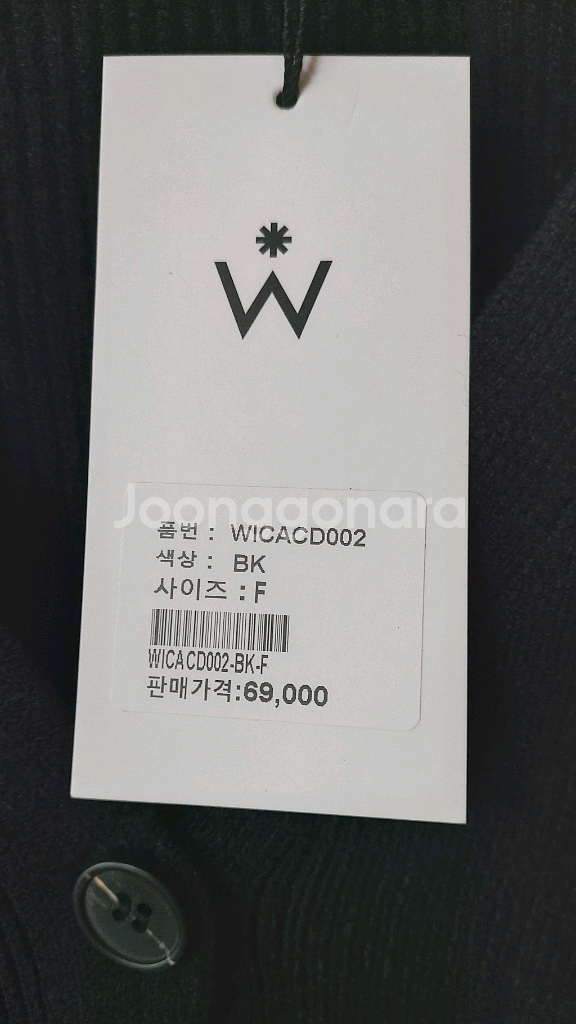 W
Joonggonara
품번 : WICACD002
색상 : BK
사이즈 : F
WICACD002-BK-F
판매가격:69,000